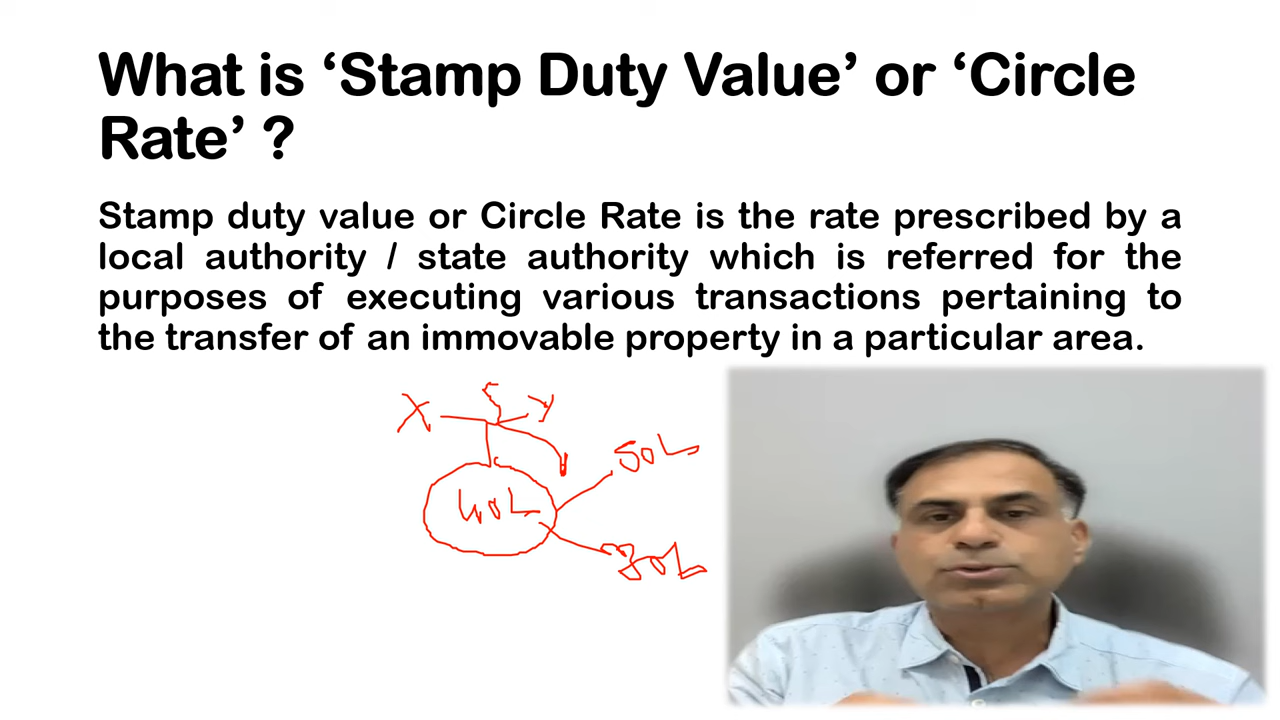 What is ‘Stamp Duty Value’ or ‘Circle
Rate’ ?
Stamp duty value or Circle Rate is the rate prescribed by a
local authority / state authority which is referred for the
purposes of executing various transactions pertaining to
the transfer of an immovable property in a particular area.
X y
50L
40L
30L